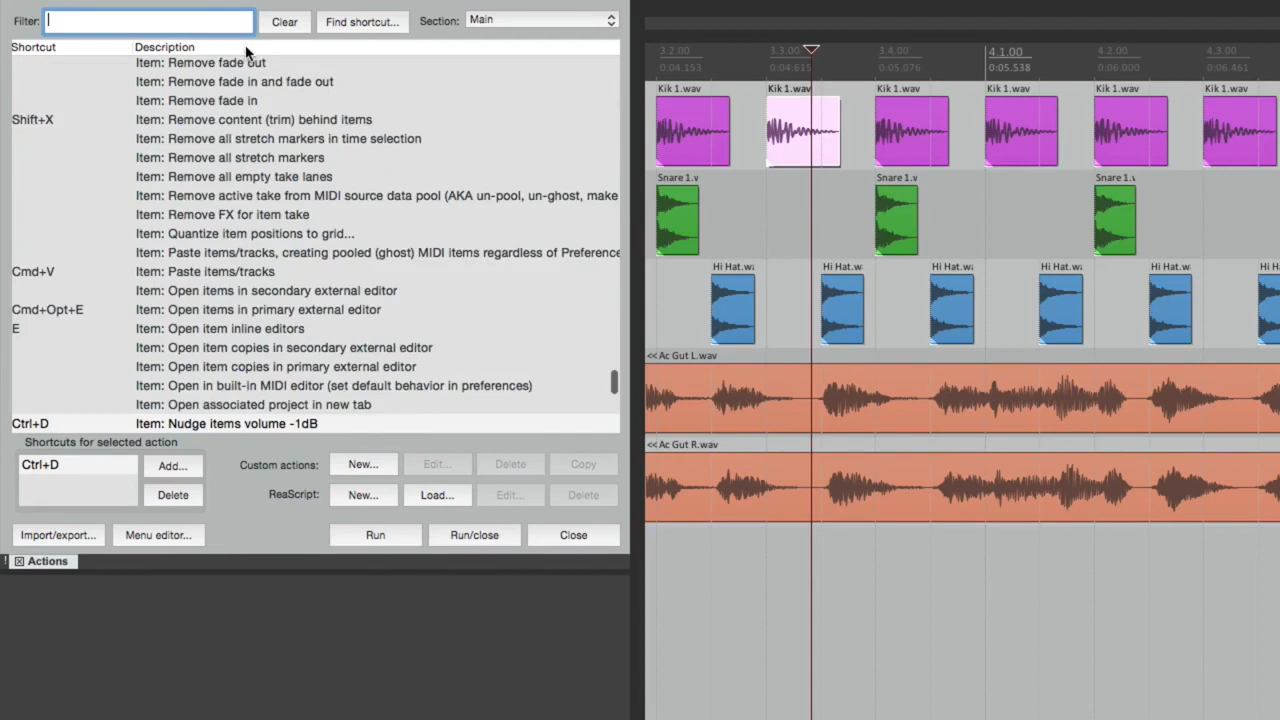 Filter:
Clear
Find shortcut...
Section:
Main
Shortcut Description
Item: Remove fade out
Item: Remove fade in and fade out
Item: Remove fade in
Shift+X Item: Remove content (trim) behind items
Item: Remove all stretch markers in time selection
Item: Remove all stretch markers
Item: Remove all empty take lanes
Item: Remove active take from MIDI source data pool (AKA un-pool, un-ghost, make
Item: Remove FX for item take
Item: Quantize item positions to grid...
Item: Paste items/tracks, creating pooled (ghost) MIDI items regardless of Preference
Cmd+V Item: Paste items/tracks
Item: Open items in secondary external editor
Cmd+Opt+E Item: Open items in primary external editor
E Item: Open item inline editors
Item: Open item copies in secondary external editor
Item: Open item copies in primary external editor
Item: Open in built-in MIDI editor (set default behavior in preferences)
Item: Open associated project in new tab
Ctrl+D Item: Nudge items volume -1dB
Shortcuts for selected action
Ctrl+D
Add...
Delete
Custom actions: New... Edit... Delete Copy
ReaScript: New... Load... Edit... Delete
Import/export... Menu editor... Run Run/close Close
! Actions
3.2.00 3.3.00 3.4.00 4.1.00 4.2.00 4.3.00
0:04.153 0:04.615 0:05.076 0:05.538 0:06.000 0:06.461
Kik 1.wav Kik 1.wav Kik 1.wav Kik 1.wav Kik 1.wav Kik 1.wav
Snare 1.v Snare 1.v Snare 1.v
Hi Hat.wa Hi Hat.wa Hi Hat.wa Hi Hat.wa Hi Hat.wa Hi H
<< Ac Gut L.wav
<< Ac Gut R.wav